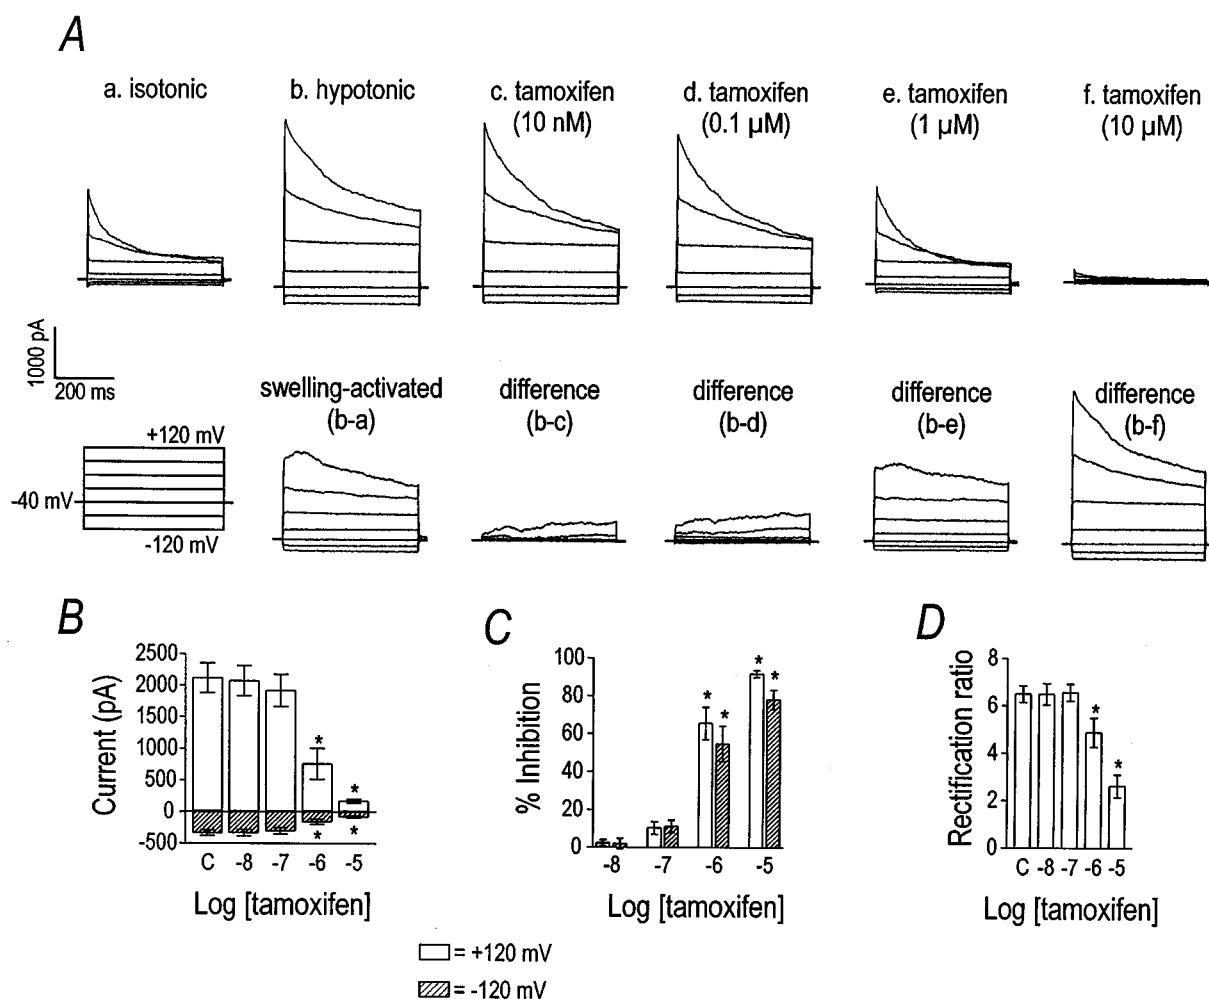 A
a. isotonic
b. hypotonic
c. tamoxifen
(10 nM)
d. tamoxifen
(0.1 µM)
e. tamoxifen
(1 µM)
f. tamoxifen
(10 µM)
1000 pA
200 ms
+120 mV
-40 mV
-120 mV
swelling-activated
(b-a)
difference
(b-c)
difference
(b-d)
difference
(b-e)
difference
(b-f)
B
Current (pA)
2500
2000
1500
1000
500
0
-500
* * * *
C -8 -7 -6 -5
Log [tamoxifen]
C
% Inhibition
100
80
60
40
20
0
* * * *
-8 -7 -6 -5
Log [tamoxifen]
D
Rectification ratio
8
6
4
2
0
* *
C -8 -7 -6 -5
Log [tamoxifen]
= +120 mV
= -120 mV